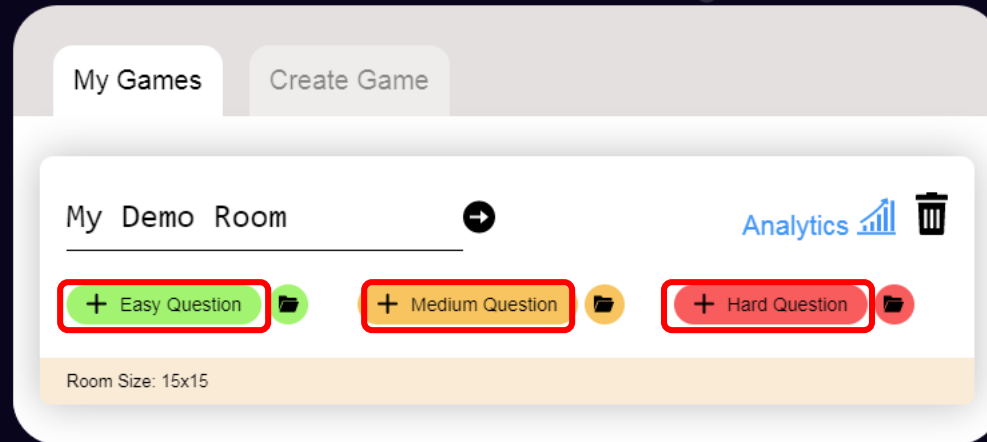 My Games Create Game
My Demo Room Analytics
+ Easy Question + Medium Question + Hard Question
Room Size: 15x15